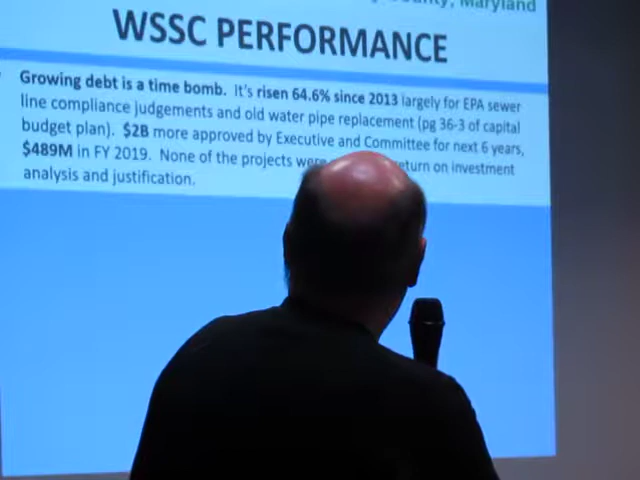 Maryland
WSSC PERFORMANCE
Growing debt is a time bomb. It's risen 64.6% since 2013 largely for EPA sewer
line compliance judgements and old water pipe replacement (pg 36-3 of capital
budget plan). $2B more approved by Executive and Committee for next 6 years,
$489M in FY 2019. None of the projects return on investment
analysis and justification.